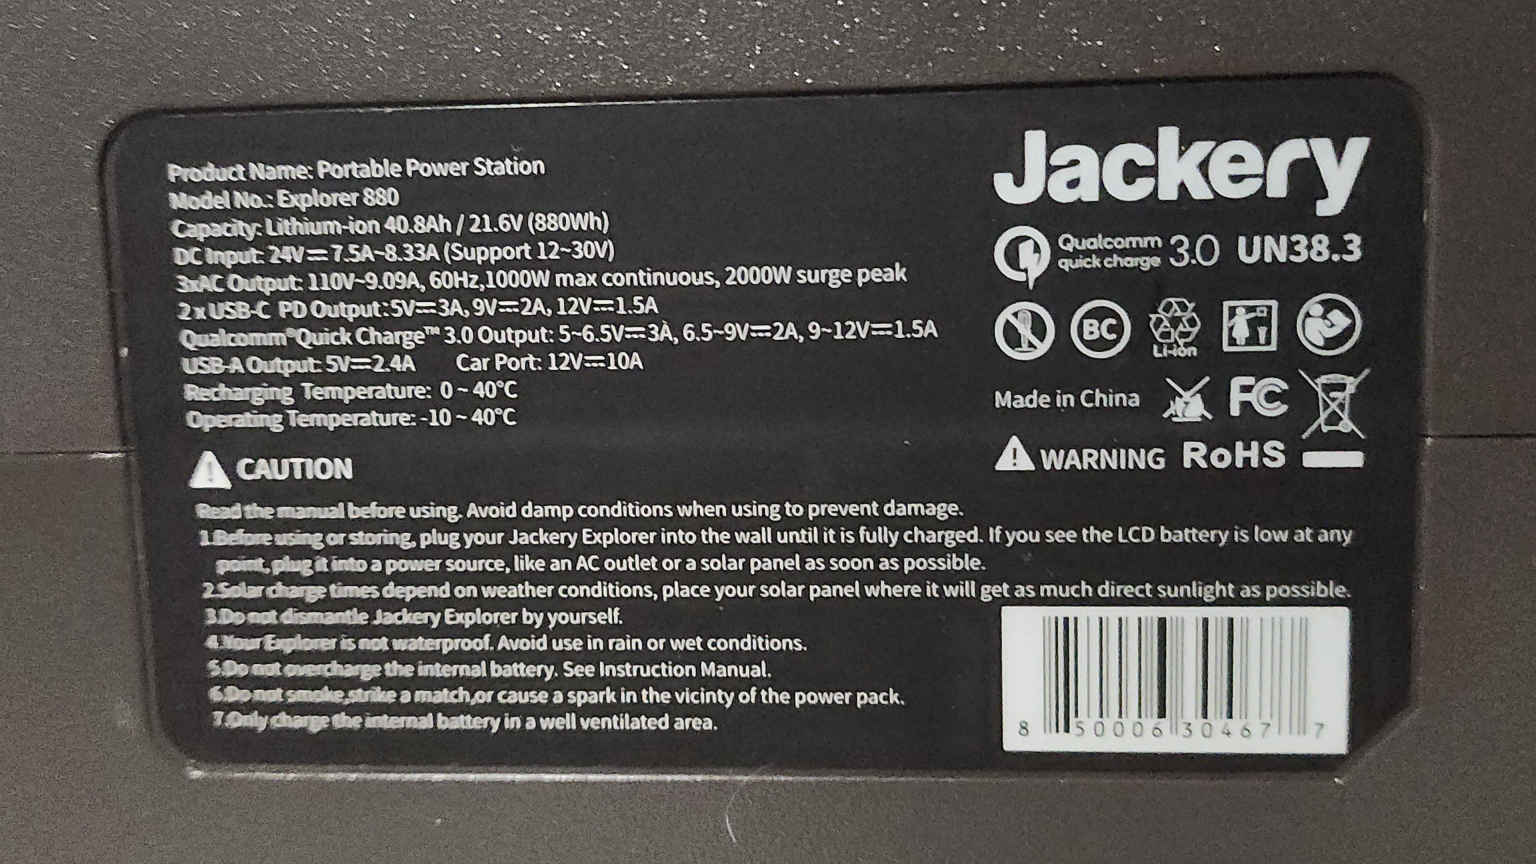 Product Name: Portable Power Station
Model No.: Explorer 880
Capacity: Lithium-ion 40.8Ah / 21.6V (880Wh)
DC Input: 24V⎓7.5A~8.33A (Support 12~30V)
3xAC Output: 110V~9.09A, 60Hz,1000W max continuous, 2000W surge peak
2 x USB-C PD Output:5V⎓3A, 9V⎓2A, 12V⎓1.5A
Qualcomm®Quick Charge™ 3.0 Output: 5~6.5V⎓3A, 6.5~9V⎓2A, 9~12V⎓1.5A
USB-A Output: 5V⎓2.4A Car Port: 12V⎓10A
Recharging Temperature: 0 ~ 40°C
Operating Temperature: -10 ~ 40°C
CAUTION
Read the manual before using. Avoid damp conditions when using to prevent damage.
1.Before using or storing, plug your Jackery Explorer into the wall until it is fully charged. If you see the LCD battery is low at any
point, plug it into a power source, like an AC outlet or a solar panel as soon as possible.
2.Solar charge times depend on weather conditions, place your solar panel where it will get as much direct sunlight as possible.
3.Do not dismantle Jackery Explorer by yourself.
4.Your Explorer is not waterproof. Avoid use in rain or wet conditions.
5.Do not overcharge the internal battery. See Instruction Manual.
6.Do not smoke,strike a match,or cause a spark in the vicinty of the power pack.
7.Only charge the internal battery in a well ventilated area.
Jackery
Qualcomm
quick charge 3.0 UN38.3
BC
Li-ion
Made in China FC
WARNING RoHS
8 50006 30467 7